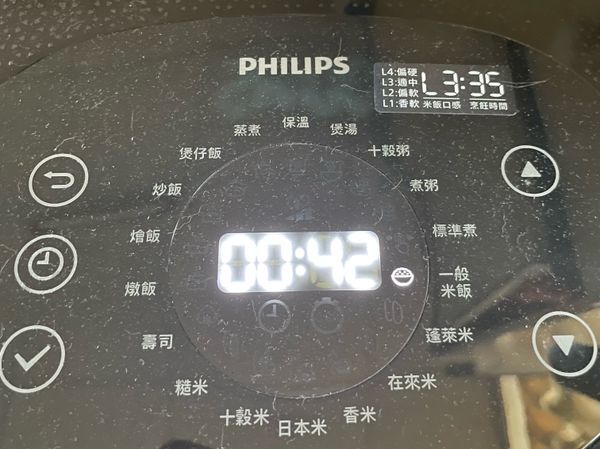 PHILIPS
L4:偏硬
L3:適中
L2:偏軟
L1:香軟
L3:35
米飯口感 烹飪時間
保溫
蒸煮
煲湯
煲仔飯
十穀粥
炒飯
煮粥
燴飯
標準煮
00:42
燉飯
一般
米飯
壽司
蓬萊米
糙米
在來米
十穀米
香米
日本米